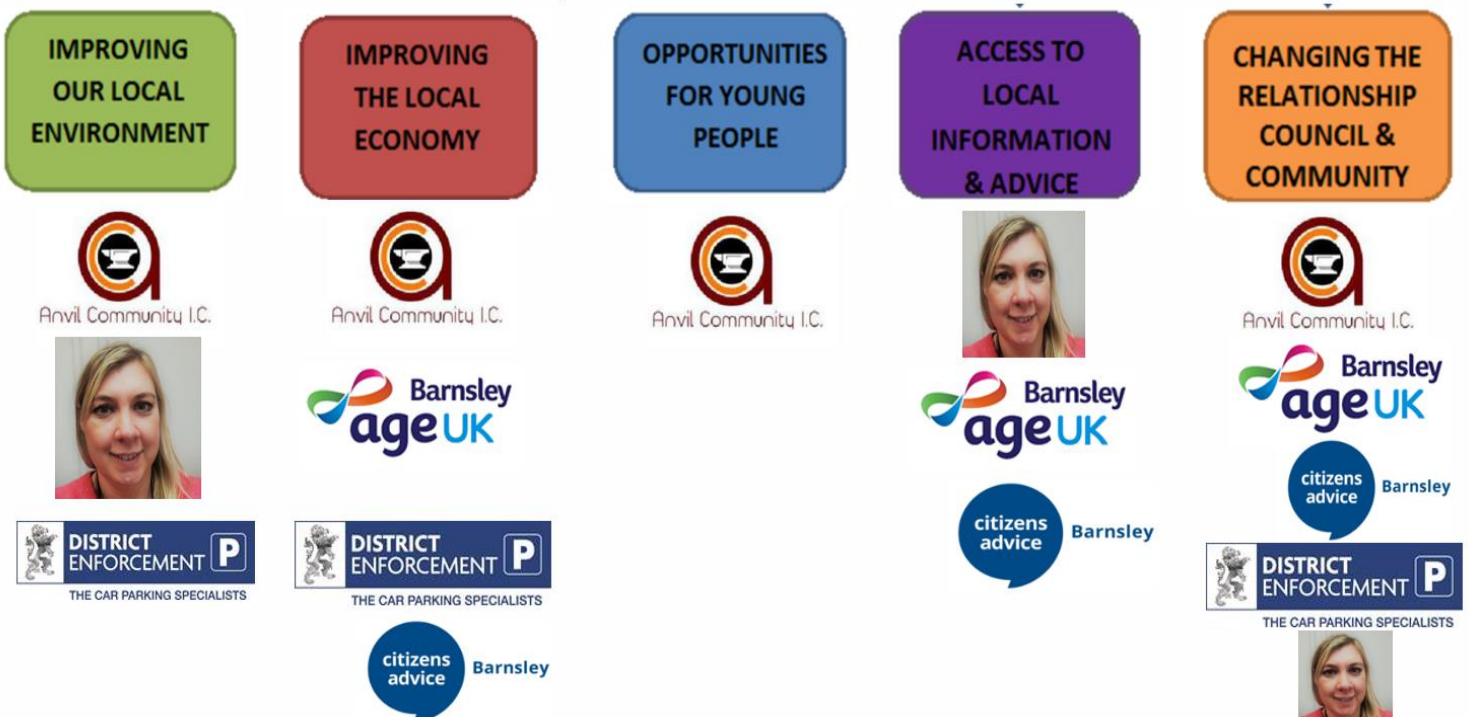 IMPROVING
OUR LOCAL
ENVIRONMENT
Anvil Community I.C.
DISTRICT
ENFORCEMENT P
THE CAR PARKING SPECIALISTS
IMPROVING
THE LOCAL
ECONOMY
Anvil Community I.C.
Barnsley
age UK
DISTRICT
ENFORCEMENT P
THE CAR PARKING SPECIALISTS
citizens
advice
Barnsley
OPPORTUNITIES
FOR YOUNG
PEOPLE
Anvil Community I.C.
ACCESS TO
LOCAL
INFORMATION
& ADVICE
Barnsley
age UK
citizens
advice
Barnsley
CHANGING THE
RELATIONSHIP
COUNCIL &
COMMUNITY
Anvil Community I.C.
Barnsley
age UK
citizens
advice
Barnsley
DISTRICT
ENFORCEMENT P
THE CAR PARKING SPECIALISTS